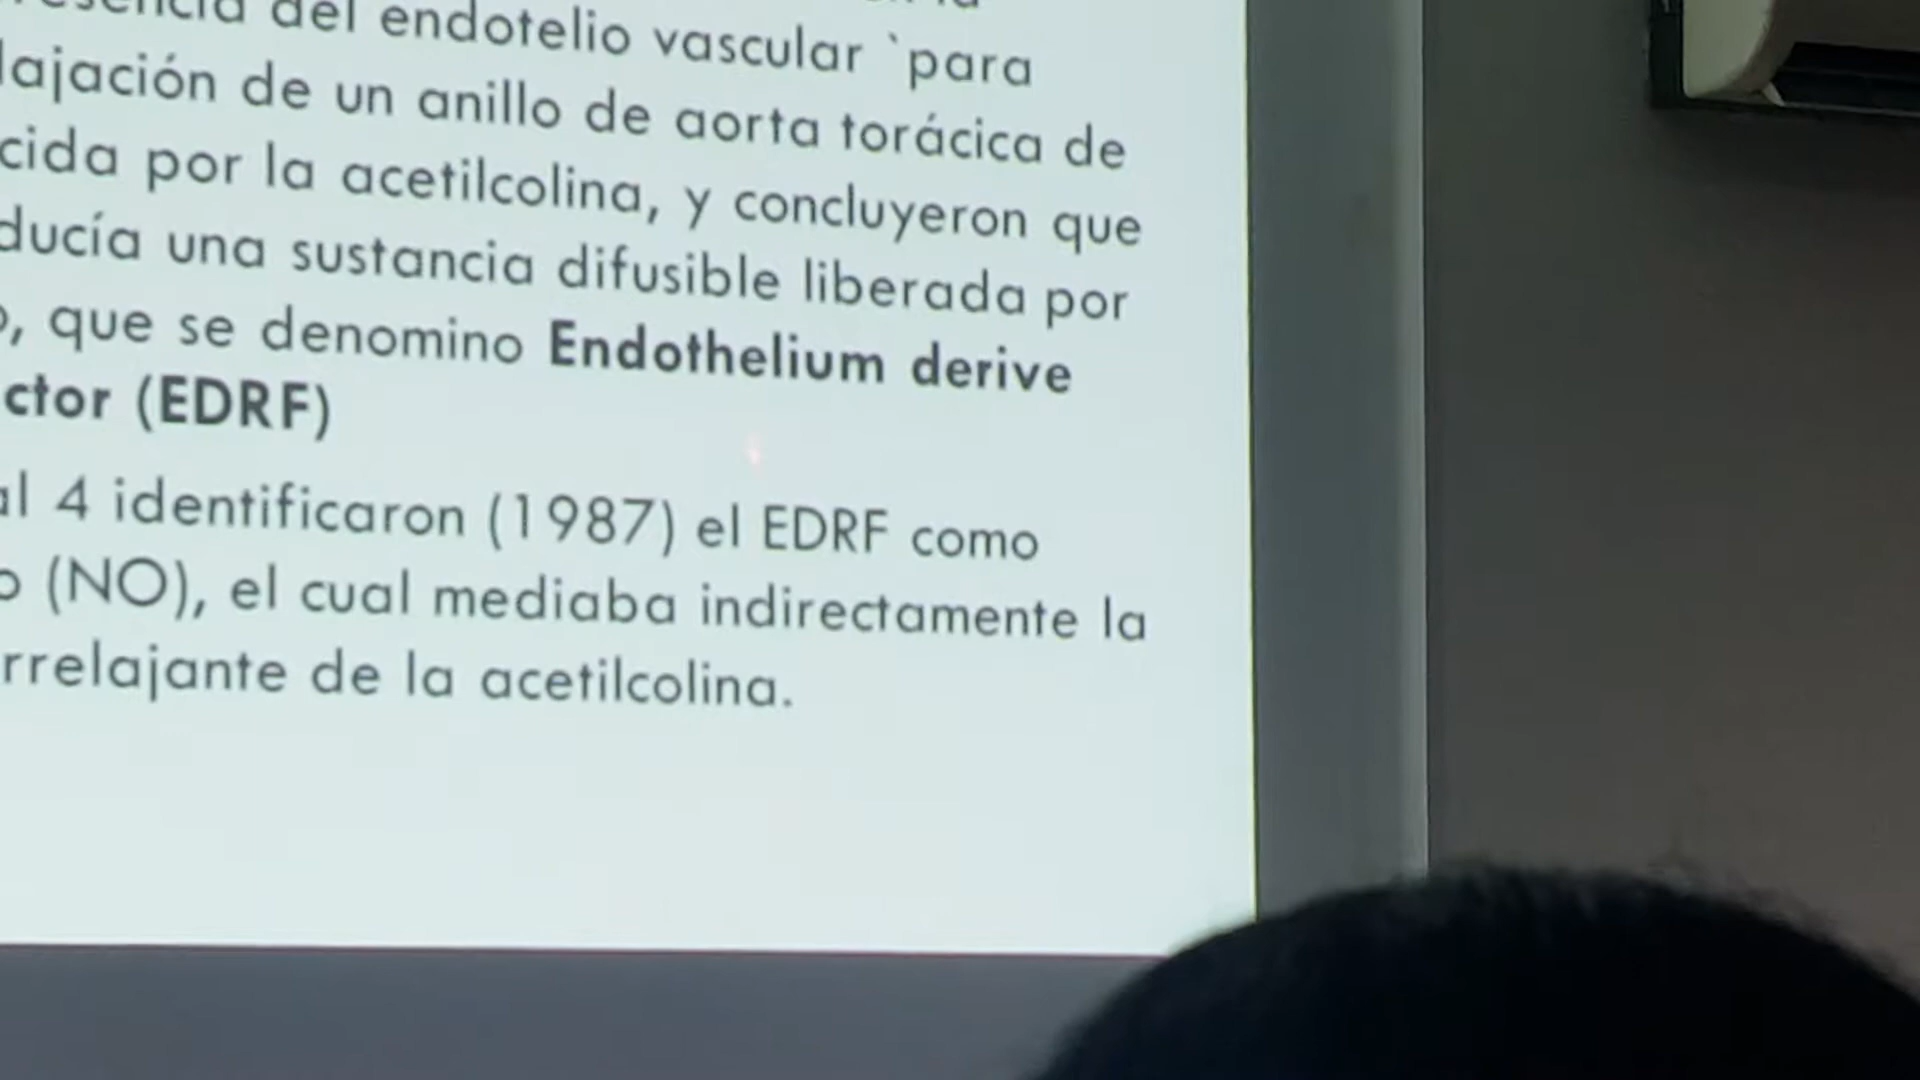 del endotelio vascular `para
lajación de un anillo de aorta torácica de
cida por la acetilcolina, y concluyeron que
ducía una sustancia difusible liberada por
, que se denomino Endothelium derive
ctor (EDRF)
al 4 identificaron (1987) el EDRF como
o (NO), el cual mediaba indirectamente la
rrelajante de la acetilcolina.